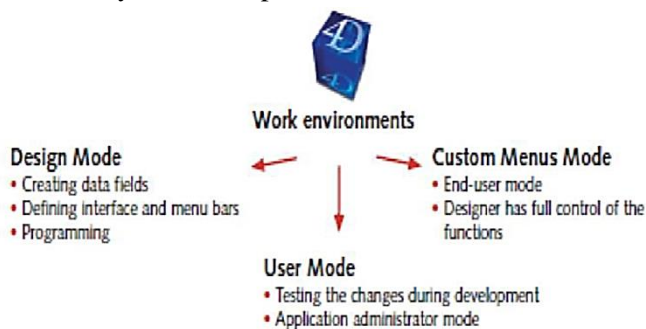 4D
4D
Work environments
Design Mode
• Creating data fields
• Defining interface and menu bars
• Programming
Custom Menus Mode
• End-user mode
• Designer has full control of the
functions
User Mode
• Testing the changes during development
• Application administrator mode